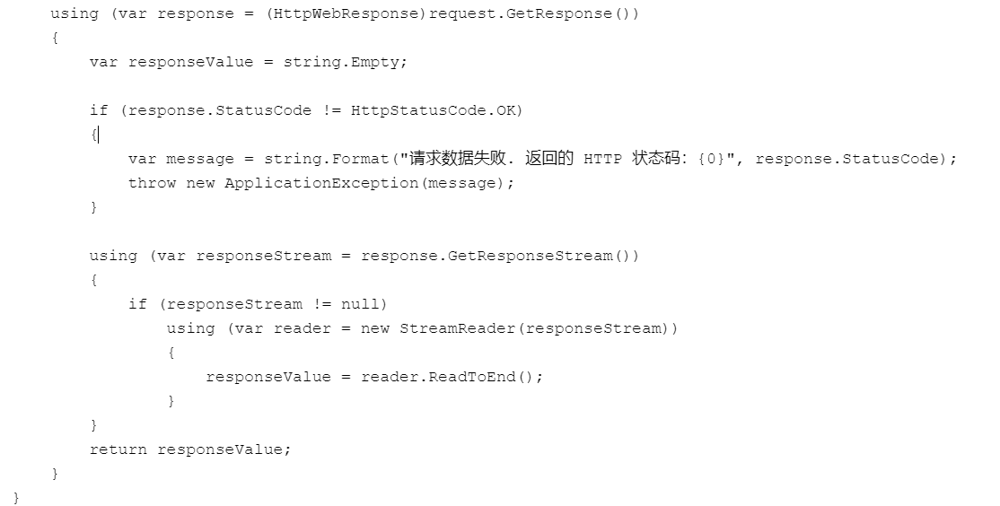 using (var response = (HttpWebResponse)request.GetResponse())
{
var responseValue = string.Empty;
if (response.StatusCode != HttpStatusCode.OK)
{
var message = string.Format("请求数据失败. 返回的 HTTP 状态码：{0}", response.StatusCode);
throw new ApplicationException(message);
}
using (var responseStream = response.GetResponseStream())
{
if (responseStream != null)
using (var reader = new StreamReader(responseStream))
{
responseValue = reader.ReadToEnd();
}
}
return responseValue;
}
}